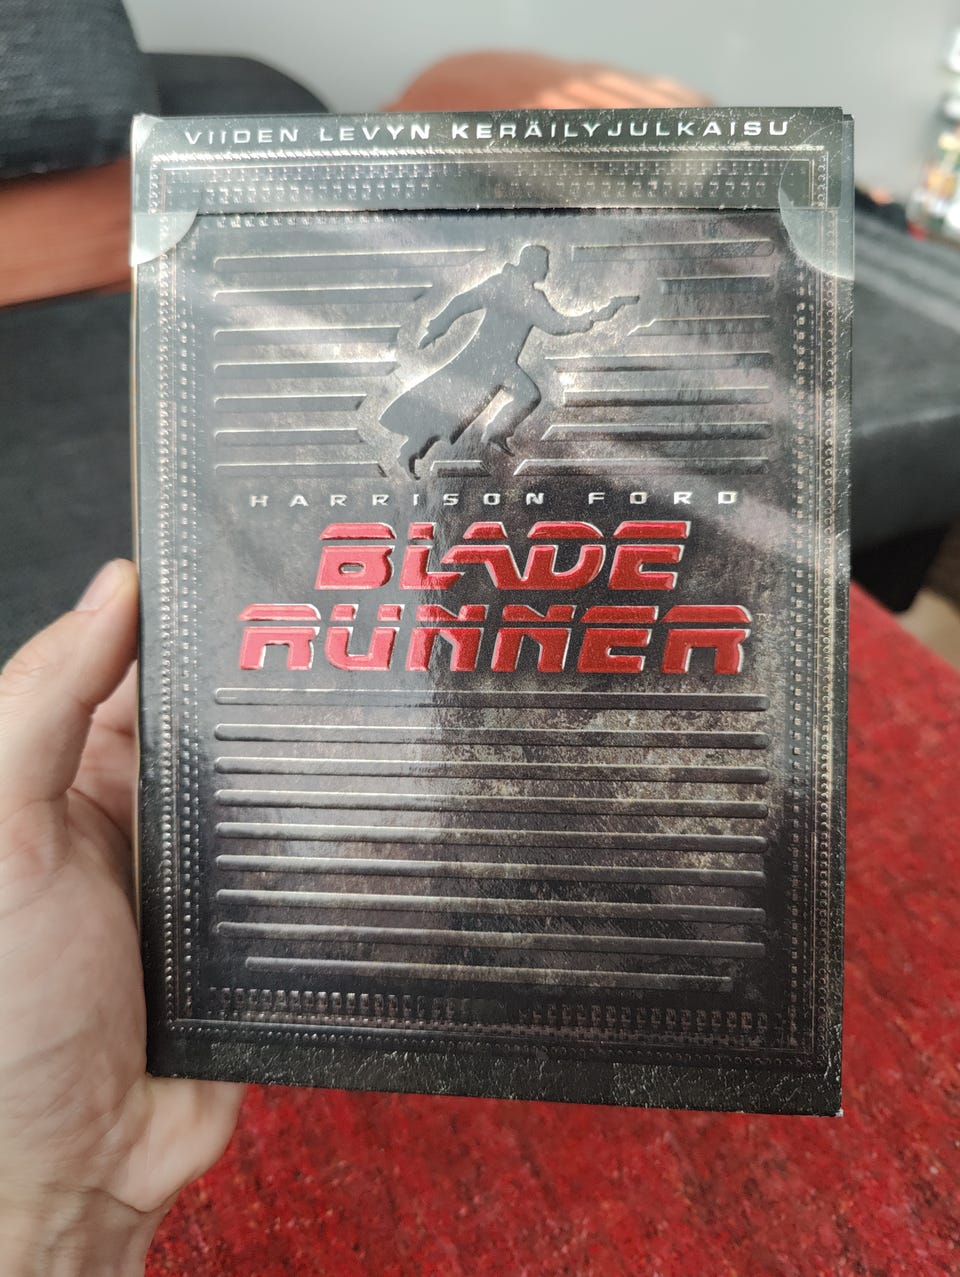 VIIDEN LEVYN KERÄILYJULKAISU
HARRISON FORD
BLADE
RUNNER